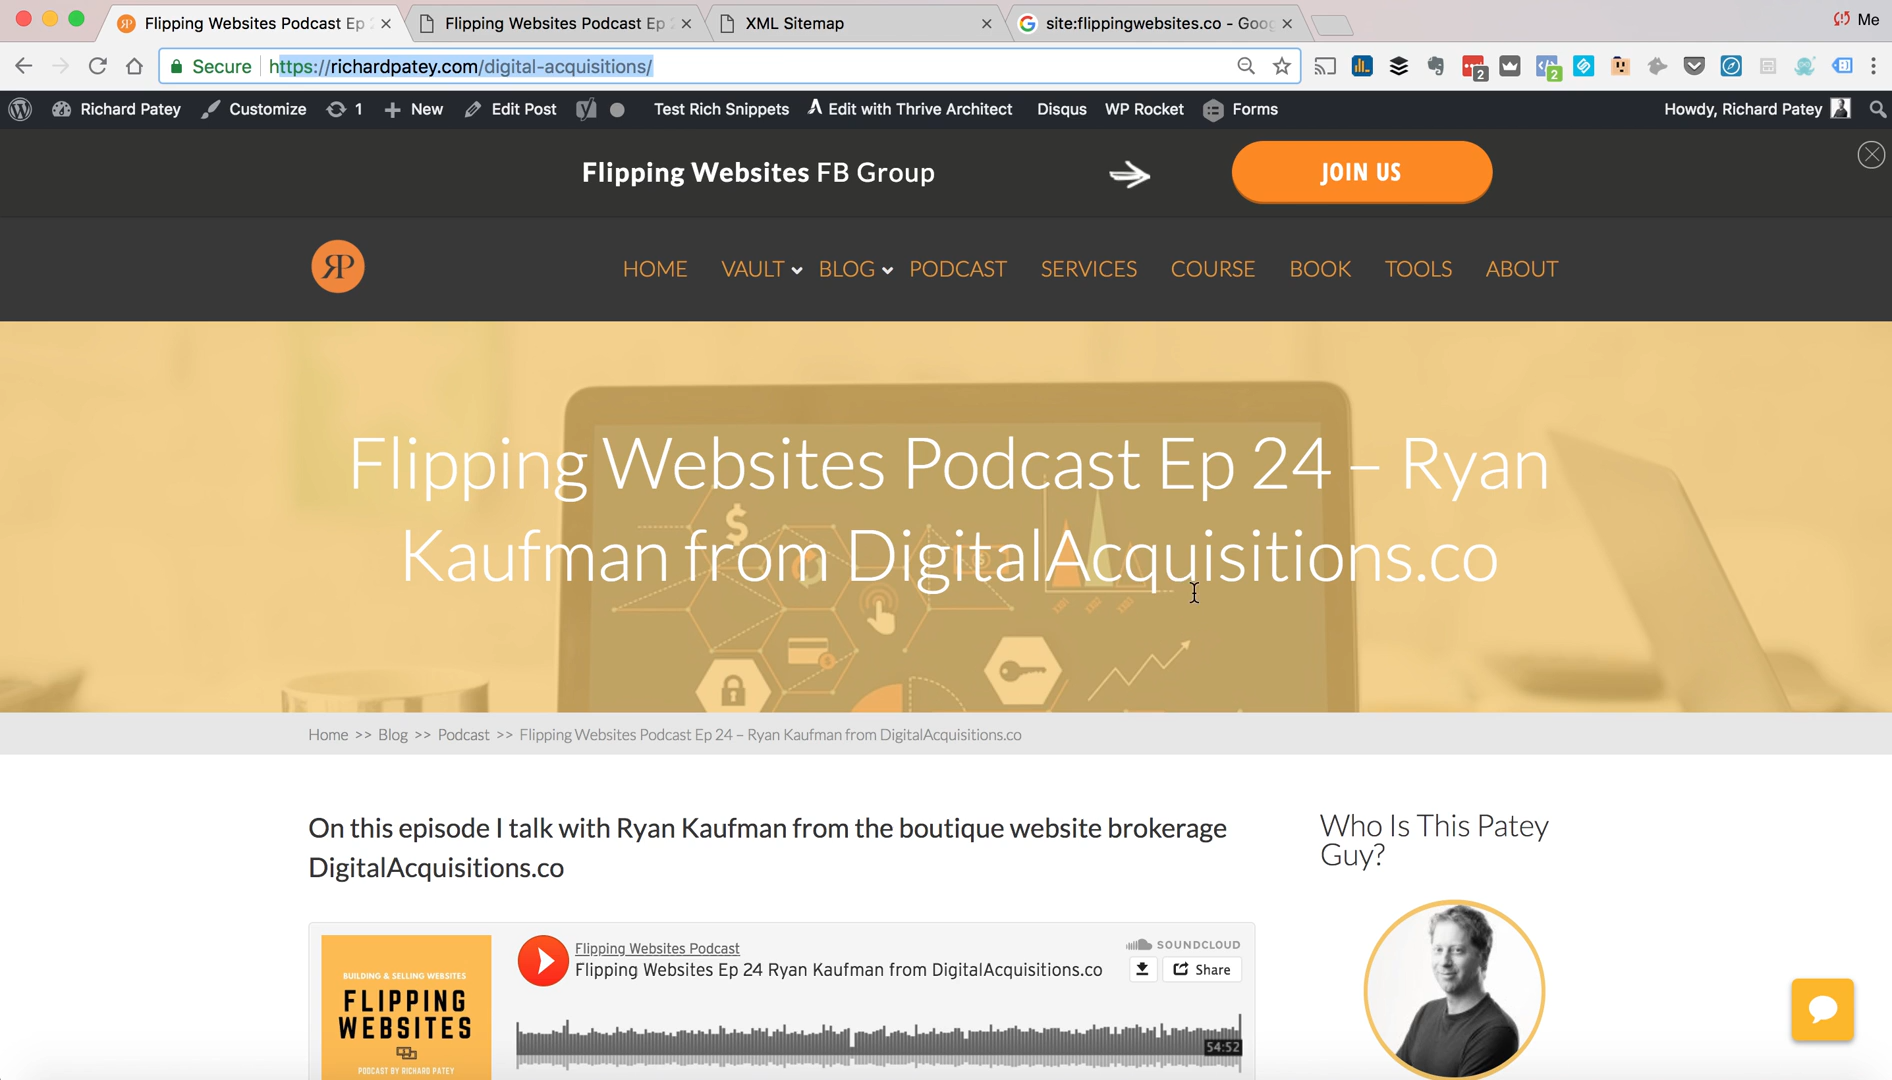 Flipping Websites Podcast Ep
Flipping Websites Podcast Ep
XML Sitemap
site:flippingwebsites.co - Goog
Me
Secure
https://richardpatey.com/digital-acquisitions/
2
2
Richard Patey
Customize
1
New
Edit Post
Test Rich Snippets
Edit with Thrive Architect
Disqus
WP Rocket
Forms
Howdy, Richard Patey
Flipping Websites FB Group
JOIN US
RP
HOME
VAULT
BLOG
PODCAST
SERVICES
COURSE
BOOK
TOOLS
ABOUT
Flipping Websites Podcast Ep 24 – Ryan
Kaufman from DigitalAcquisitions.co
Home >> Blog >> Podcast >> Flipping Websites Podcast Ep 24 – Ryan Kaufman from DigitalAcquisitions.co
On this episode I talk with Ryan Kaufman from the boutique website brokerage
DigitalAcquisitions.co
Who Is This Patey
Guy?
BUILDING & SELLING WEBSITES
FLIPPING
WEBSITES
PODCAST BY RICHARD PATEY
Flipping Websites Podcast
Flipping Websites Ep 24 Ryan Kaufman from DigitalAcquisitions.co
SOUNDCLOUD
Share
54:52